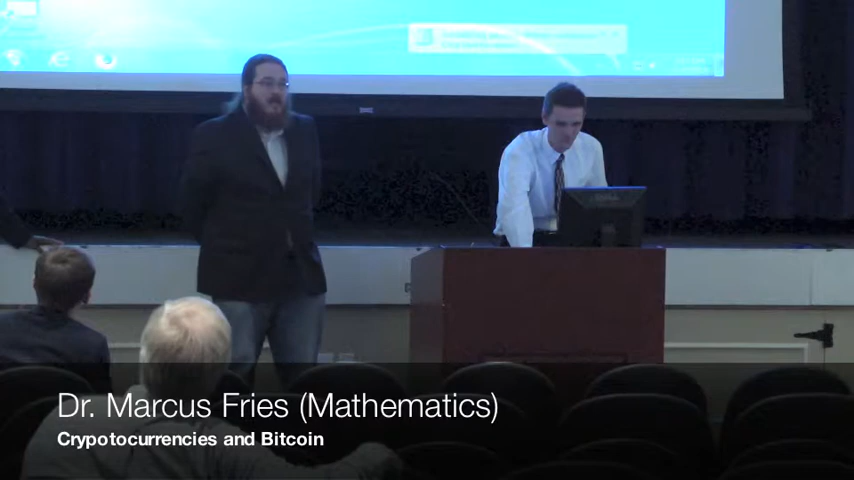 Dr. Marcus Fries (Mathematics)
Crypotocurrencies and Bitcoin